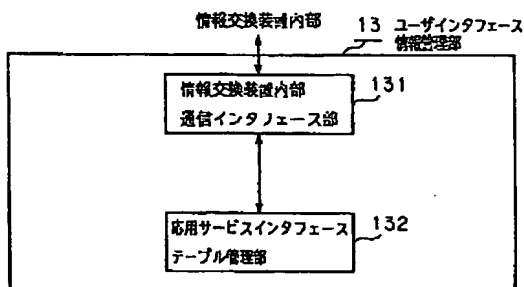 情報交換装置内部
13 ユーザインタフェース
情報管理部
情報交換装置内部
通信インタフェース部
131
応用サービスインタフェース
テーブル管理部
132